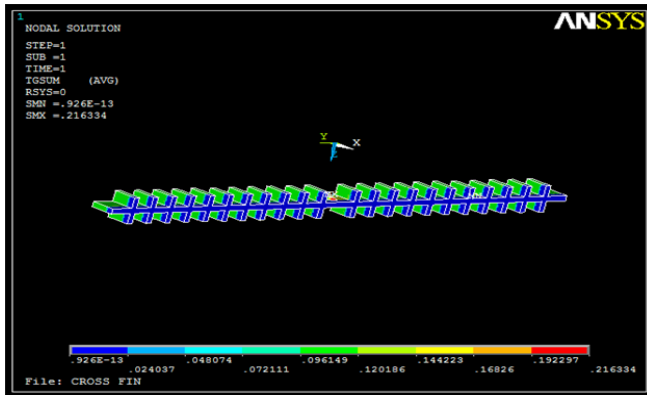 1
ANSYS
NODAL SOLUTION
STEP=1
SUB =1
TIME=1
TGSUM (AVG)
RSYS=0
SMN =.926E-13
SMX =.216334
Y
X
.926E-13 .048074 .096149 .144223 .192297
.024037 .072111 .120186 .16826 .216334
File: CROSS FIN